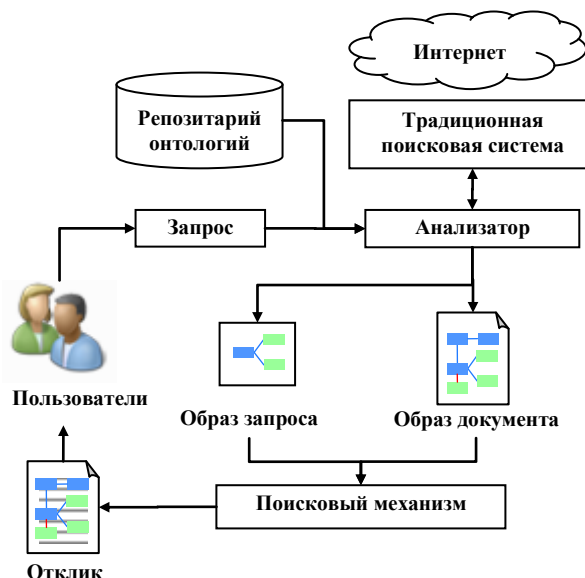 Интернет
Репозитарий
онтологий
Традиционная
поисковая система
Запрос
Анализатор
Пользователи
Образ запроса
Образ документа
Поисковый механизм
Отклик